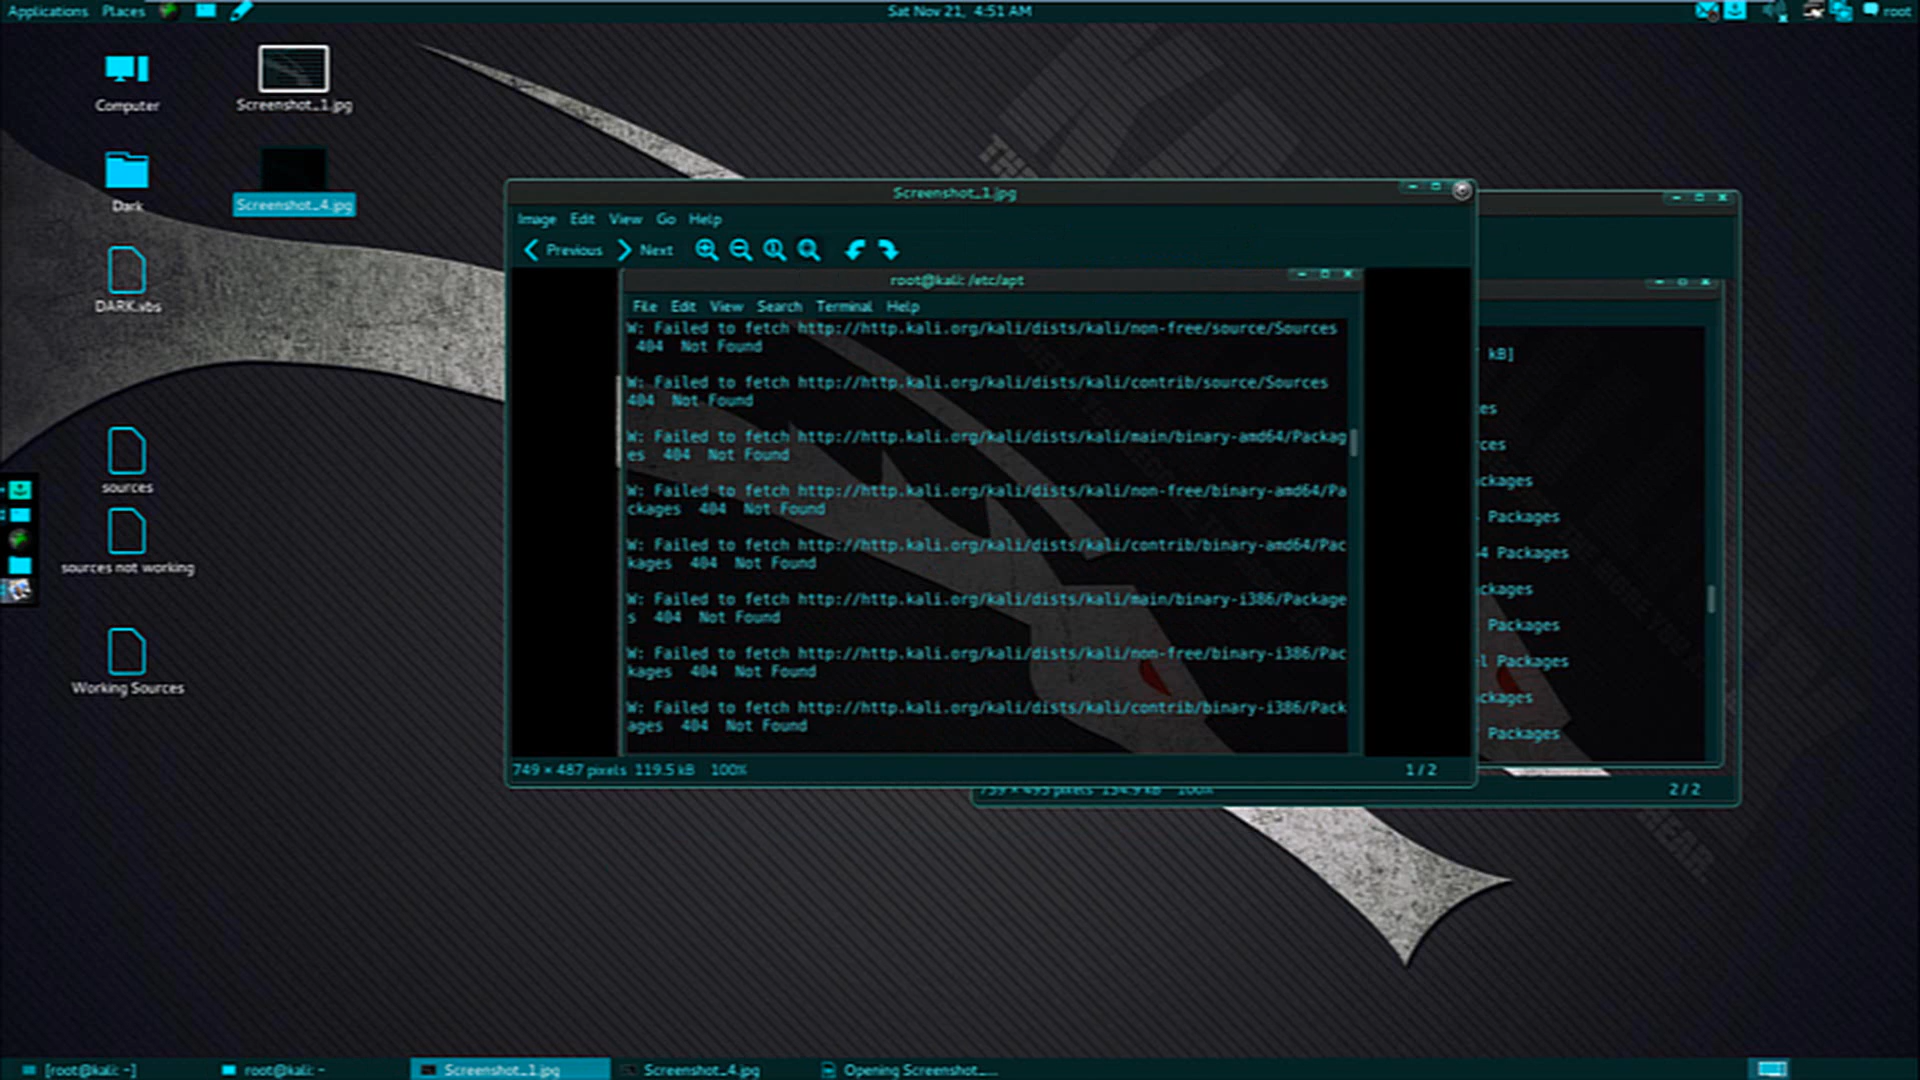 Applications Places
Sat Nov 21, 4:51 AM
root
Computer
Screenshot_1.jpg
Dark
Screenshot_4.jpg
DARK.vbs
sources
sources not working
Working Sources
Screenshot_1.jpg
Image Edit View Go Help
Previous Next
root@kali: /etc/apt
File Edit View Search Terminal Help
W: Failed to fetch http://http.kali.org/kali/dists/kali/non-free/source/Sources
404 Not Found
W: Failed to fetch http://http.kali.org/kali/dists/kali/contrib/source/Sources
404 Not Found
W: Failed to fetch http://http.kali.org/kali/dists/kali/main/binary-amd64/Packag
es 404 Not Found
W: Failed to fetch http://http.kali.org/kali/dists/kali/non-free/binary-amd64/Pa
ckages 404 Not Found
W: Failed to fetch http://http.kali.org/kali/dists/kali/contrib/binary-amd64/Pac
kages 404 Not Found
W: Failed to fetch http://http.kali.org/kali/dists/kali/main/binary-i386/Package
s 404 Not Found
W: Failed to fetch http://http.kali.org/kali/dists/kali/non-free/binary-i386/Pac
kages 404 Not Found
W: Failed to fetch http://http.kali.org/kali/dists/kali/contrib/binary-i386/Pack
ages 404 Not Found
749 × 487 pixels 119.5 kB 100%
1 / 2
kB]
es
ces
ckages
Packages
4 Packages
ckages
Packages
l Packages
ckages
Packages
2 / 2
HEAR.
[root@kali: ~]
root@kali: ~
Screenshot_1.jpg
Screenshot_4.jpg
Opening Screenshot_...